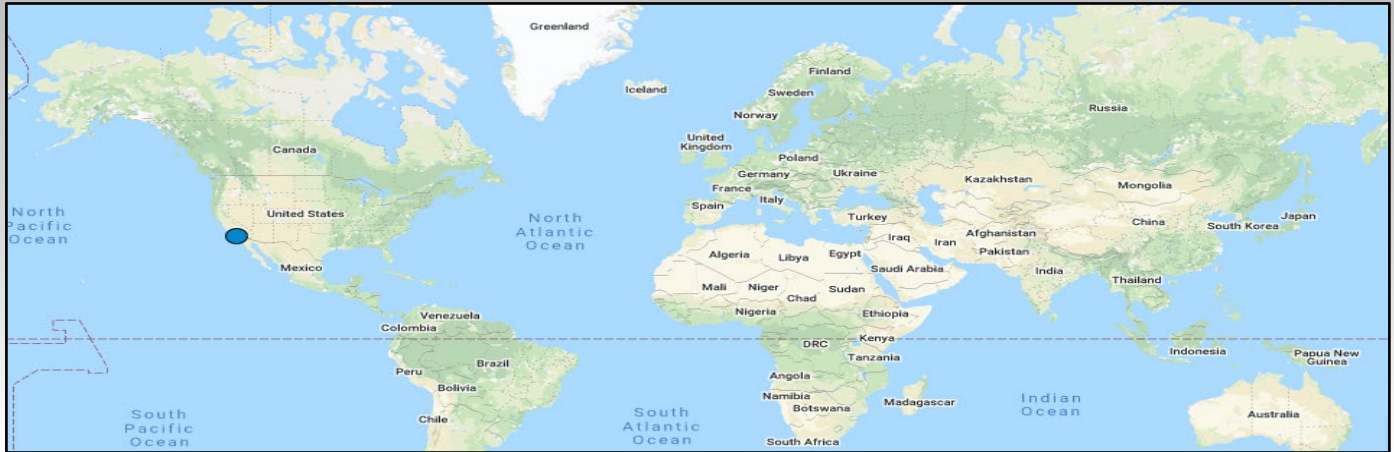 Greenland
Iceland
Finland
Sweden
Norway
Russia
United
Kingdom
Canada
Poland
Germany
Ukraine
France
Kazakhstan
Mongolia
Italy
Spain
United States
Turkey
China
Japan
South Korea
North
Pacific
Ocean
North
Atlantic
Ocean
Afghanistan
Iraq
Iran
Pakistan
Algeria
Libya
Egypt
Saudi Arabia
India
Mexico
Thailand
Mali
Niger
Chad
Sudan
Nigeria
Ethiopia
Venezuela
Colombia
DRC
Kenya
Tanzania
Indonesia
Papua New
Guinea
Peru
Brazil
Bolivia
Angola
Namibia
Botswana
Madagascar
Indian
Ocean
Chile
South
Pacific
Ocean
South
Atlantic
Ocean
South Africa
Australia